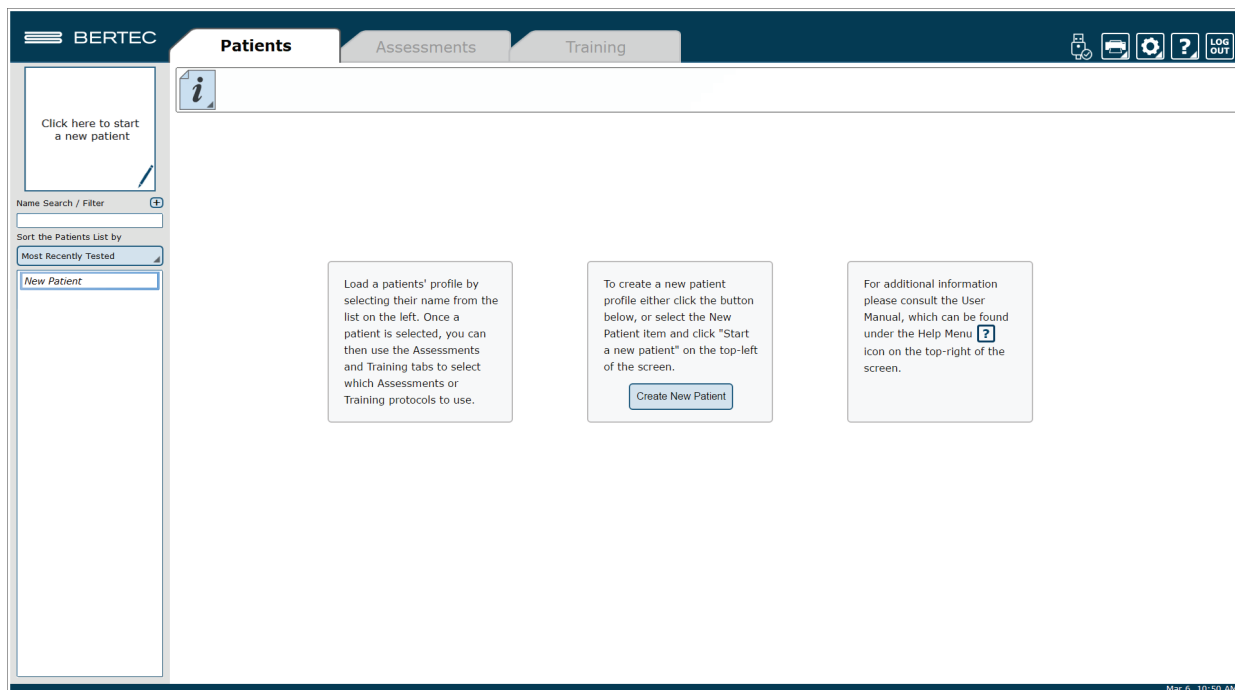 BERTEC
Patients
Assessments
Training
LOG
OUT
Click here to start
a new patient
i
Name Search / Filter
Sort the Patients List by
Most Recently Tested
New Patient
Load a patients' profile by
selecting their name from the
list on the left. Once a
patient is selected, you can
then use the Assessments
and Training tabs to select
which Assessments or
Training protocols to use.
To create a new patient
profile either click the button
below, or select the New
Patient item and click "Start
a new patient" on the top-left
of the screen.
Create New Patient
For additional information
please consult the User
Manual, which can be found
under the Help Menu ?
icon on the top-right of the
screen.
Mar 6, 10:50 AM